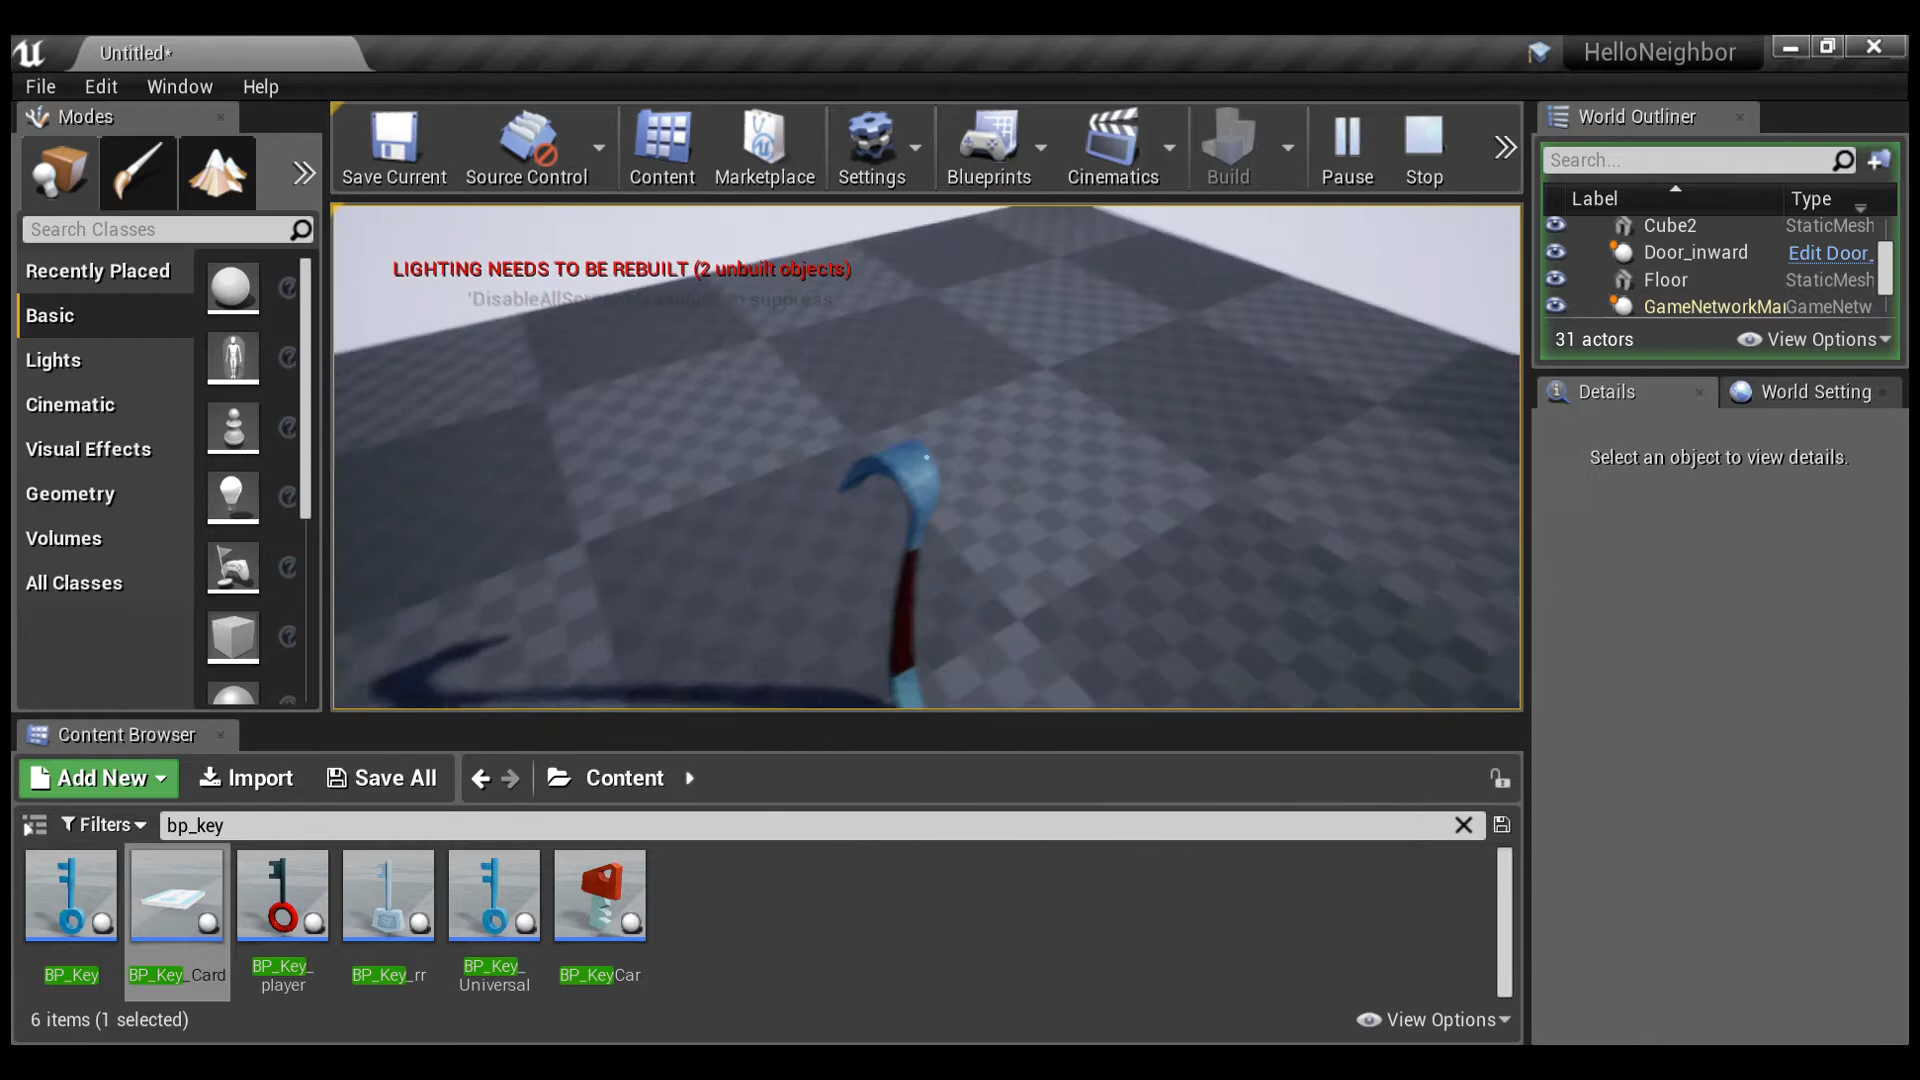 Untitled*
HelloNeighbor
File Edit Window Help
Modes
Save Current
Source Control
Content
Marketplace
Settings
Blueprints
Cinematics
Build
Pause
Stop
World Outliner
Search...
Label Type
Cube2 StaticMesh
Door_inward Edit Door_
Floor StaticMesh
GameNetworkMa GameNetw
31 actors View Options
Details
World Setting
Select an object to view details.
Search Classes
Recently Placed
Basic
Lights
Cinematic
Visual Effects
Geometry
Volumes
All Classes
LIGHTING NEEDS TO BE REBUILT (2 unbuilt objects)
suppress
Content Browser
Add New Import Save All Content
Filters bp_key
BP_Key
BP_Key_Card
BP_Key_
player
BP_Key_rr
BP_Key_
Universal
BP_KeyCar
6 items (1 selected) View Options